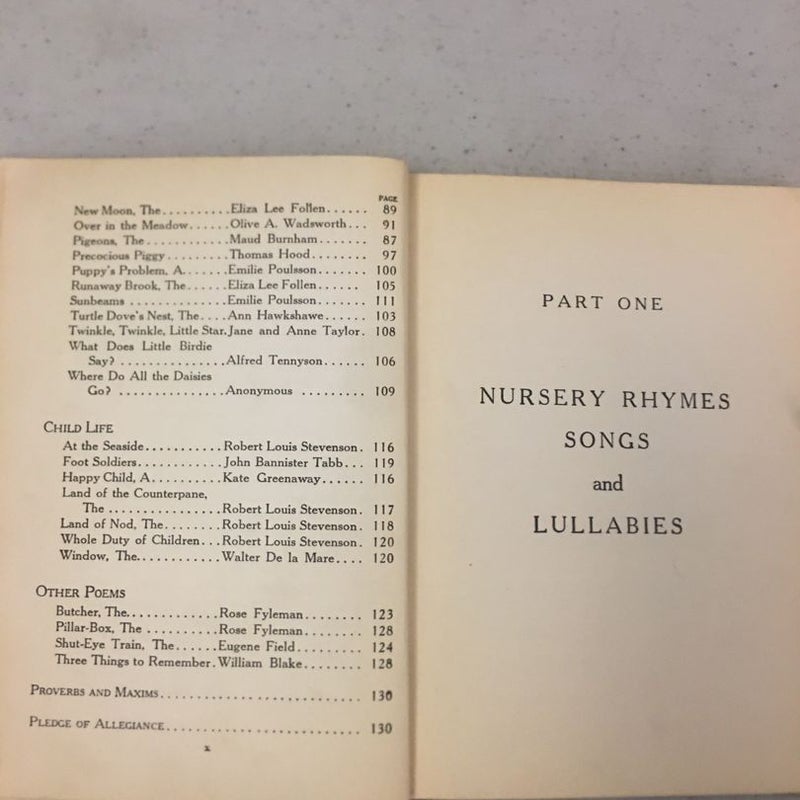 PAGE
New Moon, The..........Eliza Lee Follen...... 89
Over in the Meadow......Olive A. Wadsworth... 91
Pigeons, The............Maud Burnham....... 87
Precocious Piggy.........Thomas Hood........ 97
Puppy's Problem, A.......Emilie Poulsson...... 100
Runaway Brook, The......Eliza Lee Follen...... 105
Sunbeams ..............Emilie Poulsson...... 111
Turtle Dove's Nest, The....Ann Hawkshawe...... 103
Twinkle, Twinkle, Little Star.Jane and Anne Taylor. 108
What Does Little Birdie
Say? ...............Alfred Tennyson...... 106
Where Do All the Daisies
Go? ...............Anonymous ......... 109
CHILD LIFE
At the Seaside...........Robert Louis Stevenson. 116
Foot Soldiers............John Bannister Tabb... 119
Happy Child, A..........Kate Greenaway...... 116
Land of the Counterpane,
The ................Robert Louis Stevenson. 117
Land of Nod, The........Robert Louis Stevenson. 118
Whole Duty of Children...Robert Louis Stevenson. 120
Window, The............Walter De la Mare.... 120
OTHER POEMS
Butcher, The.............Rose Fyleman........ 123
Pillar-Box, The ..........Rose Fyleman........ 128
Shut-Eye Train, The......Eugene Field......... 124
Three Things to Remember.William Blake........ 128
PROVERBS AND MAXIMS............................ 130
PLEDGE OF ALLEGIANCE........................... 130
x
PART ONE
NURSERY RHYMES
SONGS
and
LULLABIES